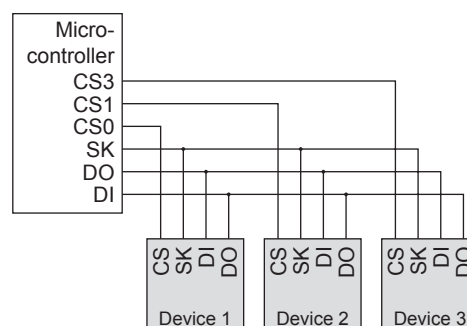 Micro-
controller
CS3
CS1
CS0
SK
DO
DI
CS SK DI DO
Device 1
CS SK DI DO
Device 2
CS SK DI DO
Device 3